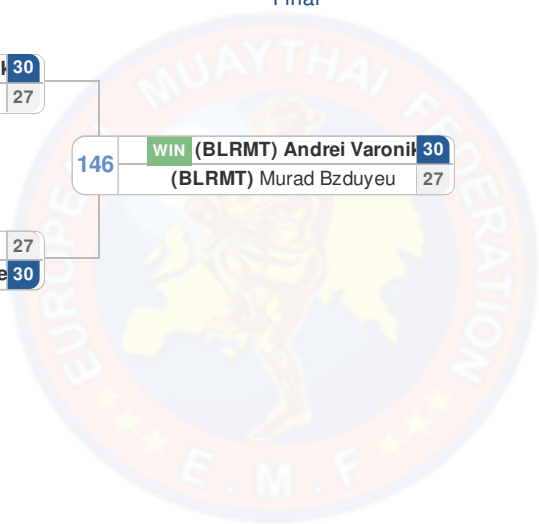 Final
30
27
146
WIN (BLRMT) Andrei Varonik 30
(BLRMT) Murad Bzduyeu 27
27
30
EUROPEAN MUAYTHAI FEDERATION
E.M.F